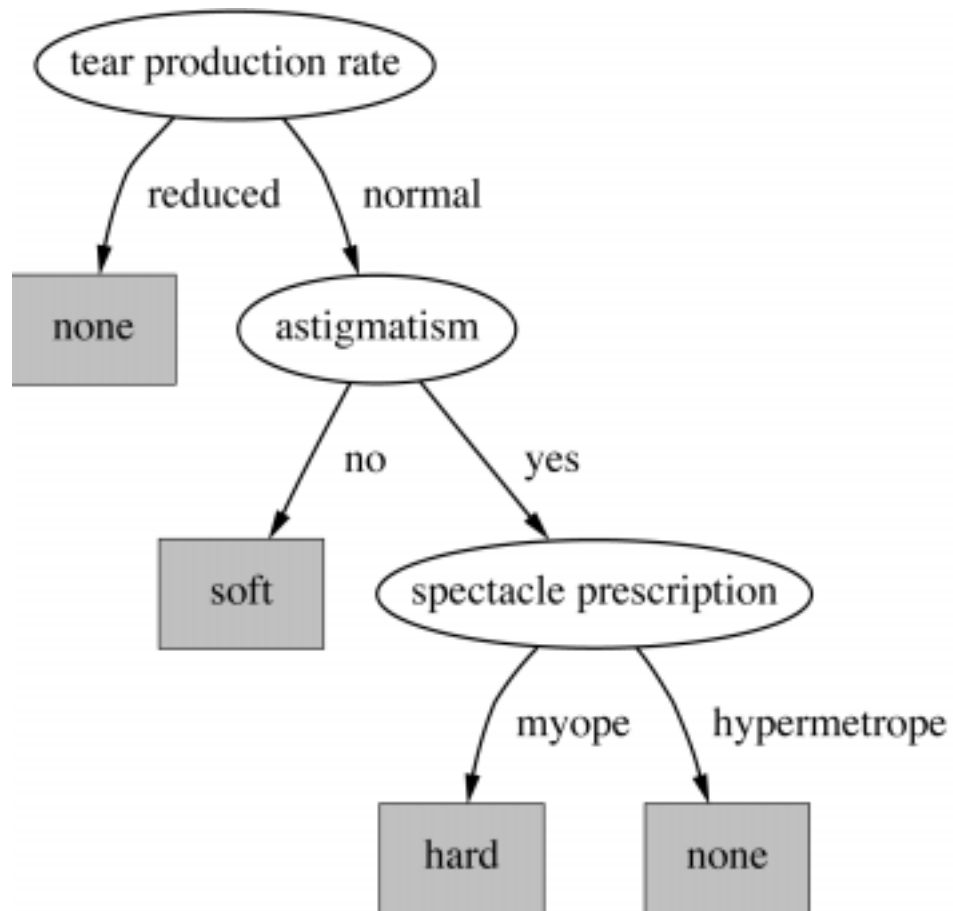 tear production rate
reduced
normal
none
astigmatism
no
yes
soft
spectacle prescription
myope
hypermetrope
hard
none